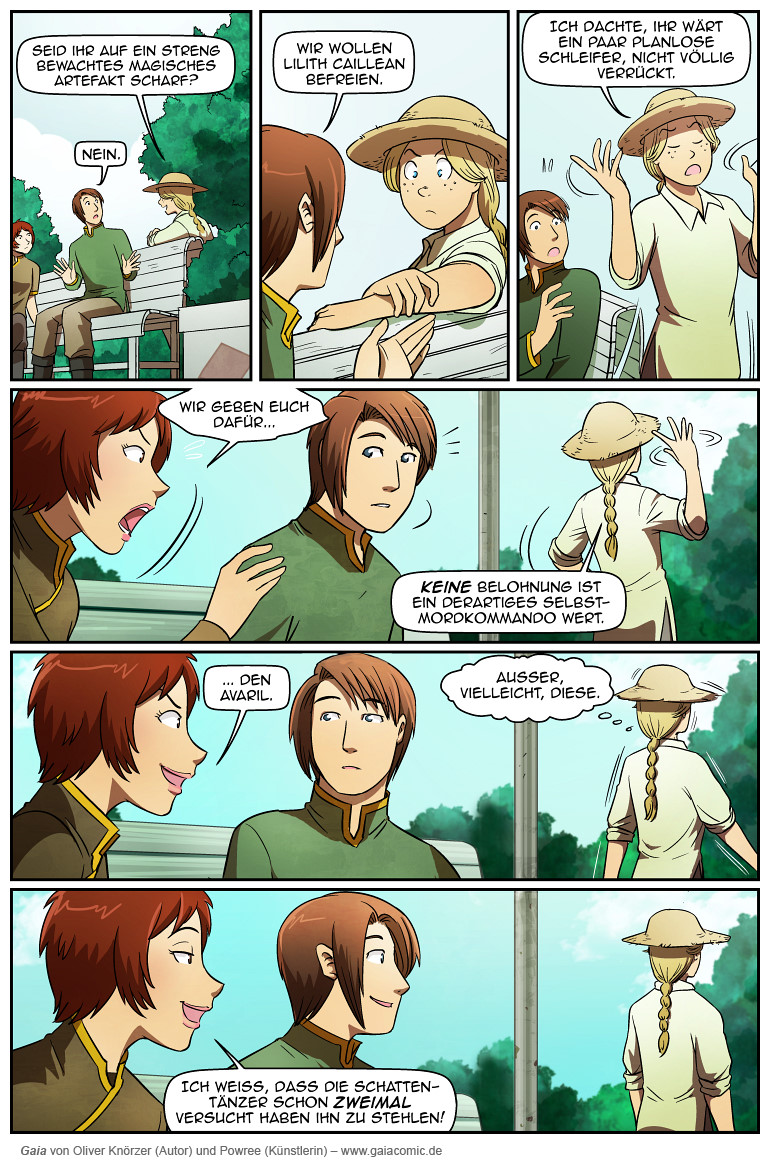 SEID IHR AUF EIN STRENG
BEWACHTES MAGISCHES
ARTEFAKT SCHARF?
NEIN.
WIR WOLLEN
LILITH CAILLEAN
BEFREIEN.
ICH DACHTE, IHR WÄRT
EIN PAAR PLANLOSE
SCHLEIFER, NICHT VÖLLIG
VERRÜCKT.
WIR GEBEN EUCH
DAFÜR...
KEINE BELOHNUNG IST
EIN DERARTIGES SELBST-
MORDKOMMANDO WERT.
... DEN
AVARIL.
AUSSER,
VIELLEICHT, DIESE.
ICH WEISS, DASS DIE SCHATTEN-
TÄNZER SCHON ZWEIMAL
VERSUCHT HABEN IHN ZU STEHLEN!
Gaia von Oliver Knörzer (Autor) und Powree (Künstlerin) – www.gaiacomic.de